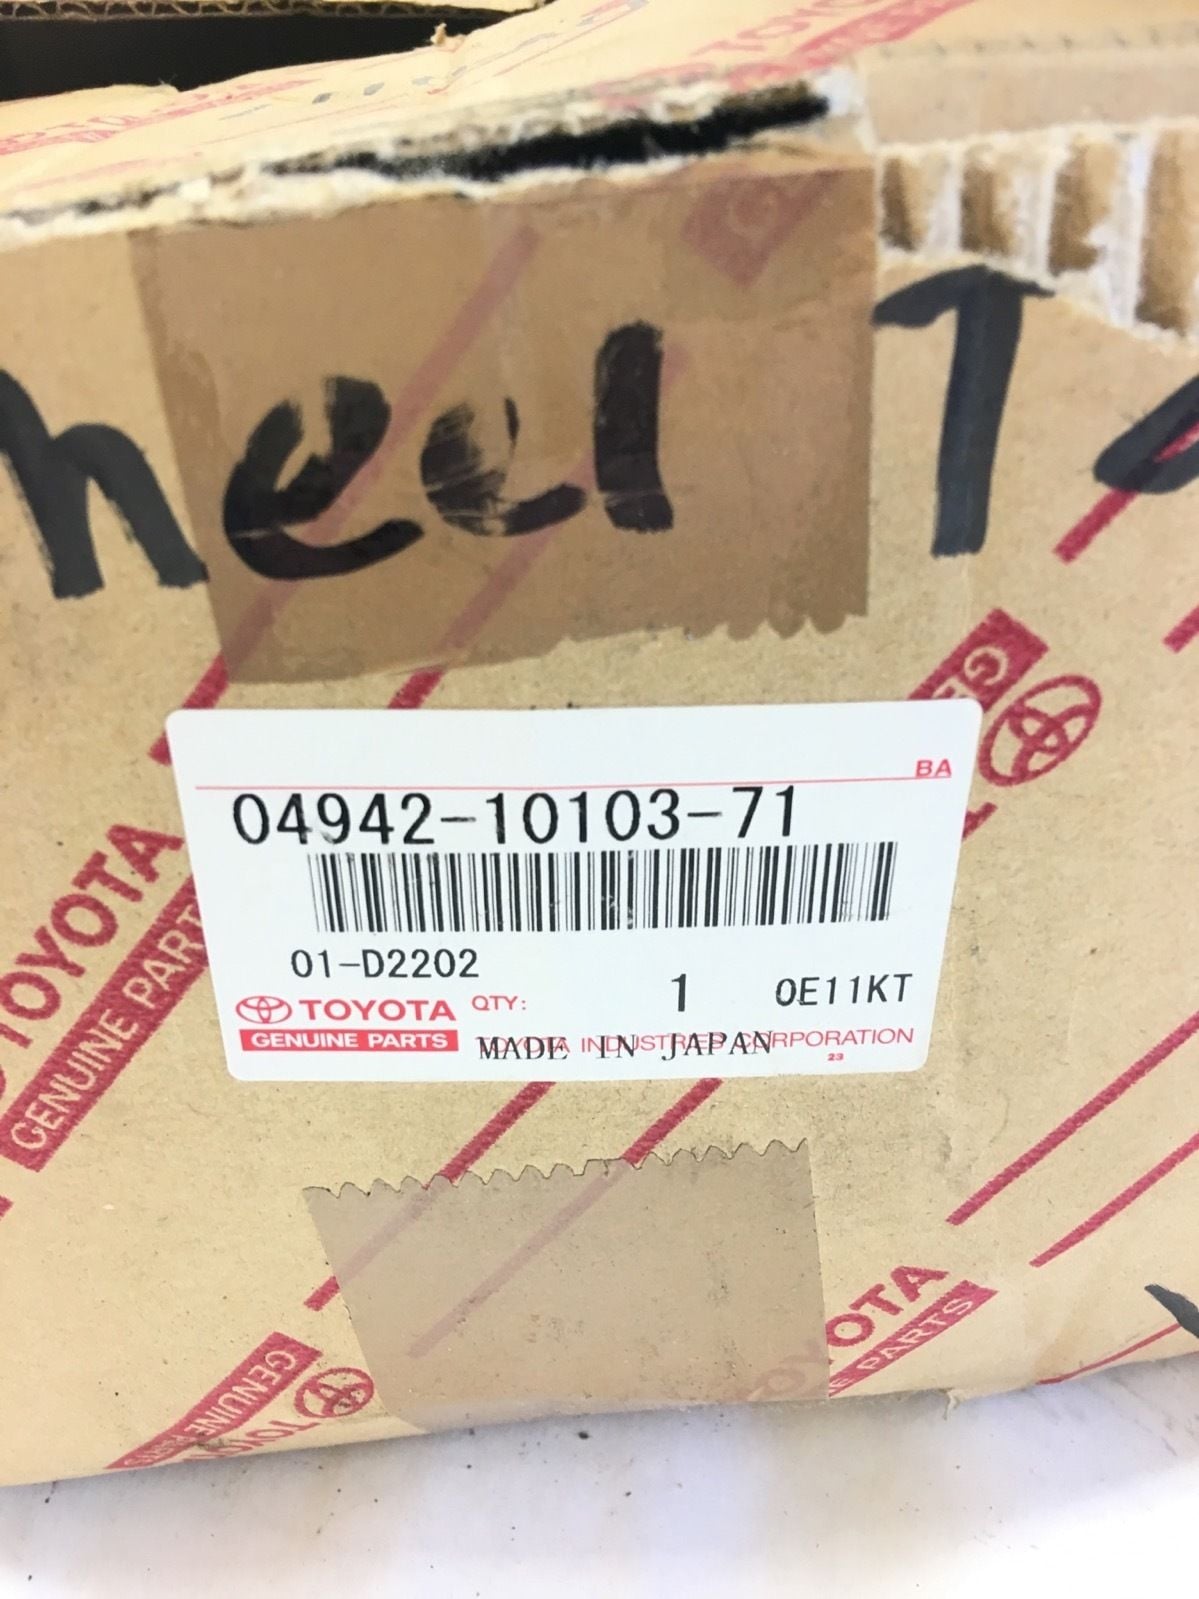 heel T
BA
04942-10103-71
01-D2202
TOYOTA QTY: 1 0E11KT
GENUINE PARTS TOYOTA INDUSTRIES CORPORATION
MADE IN JAPAN
23
TOYOTA
GENUINE PARTS
GENUINE PARTS
TOYOTA